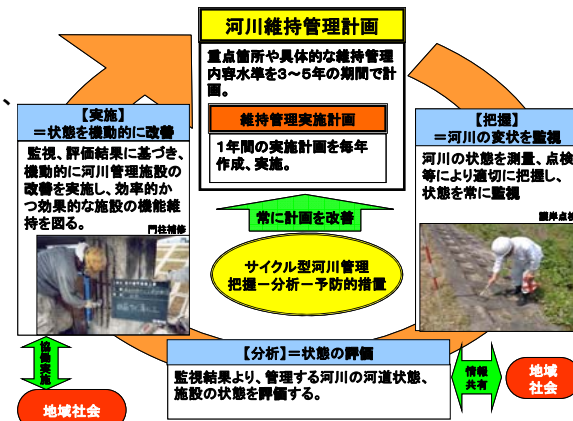 河川維持管理計画
重点箇所や具体的な維持管理
内容水準を3〜5年の期間で計
画。
維持管理実施計画
1年間の実施計画を毎年
作成、実施。
、
【実施】
＝状態を機動的に改善
監視、評価結果に基づき、
機動的に河川管理施設の
改善を実施し、効率的か
つ効果的な施設の機能維
持を図る。
門柱補修
【把握】
＝河川の変状を監視
河川の状態を測量、点検
等により適切に把握し、
状態を常に監視
護岸点検
常に計画を改善
サイクル型河川管理
把握－分析－予防的措置
【分析】＝状態の評価
監視結果より、管理する河川の河道状態、
施設の状態を評価する。
協働実施
地域社会
情報
共有
地域
社会